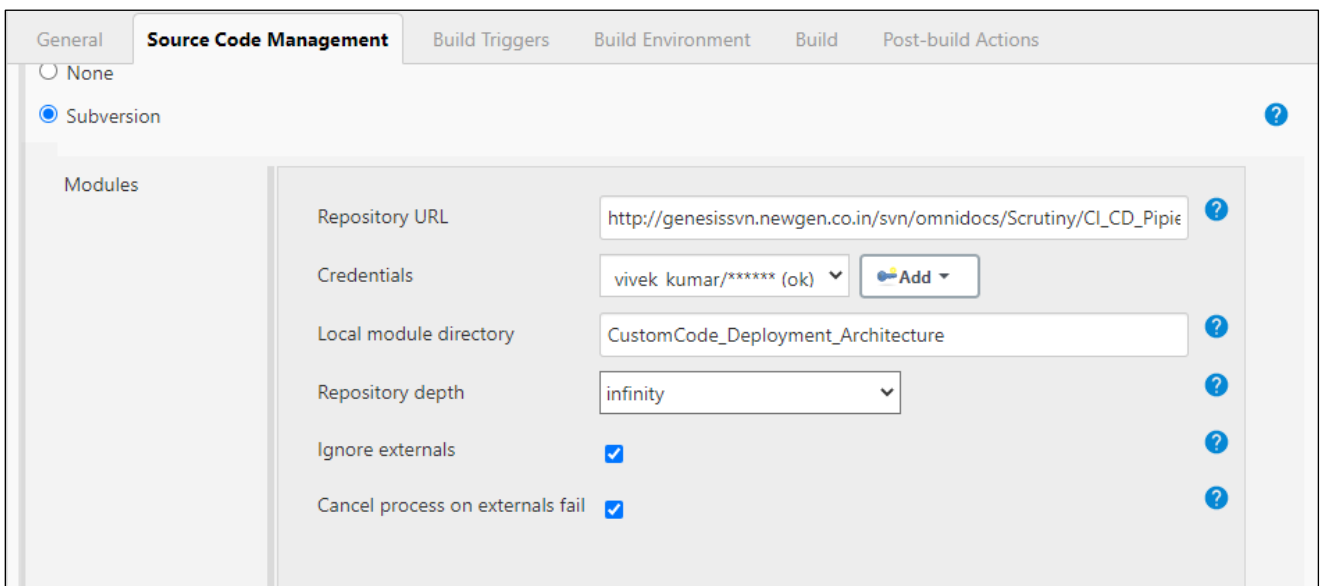 General Source Code Management Build Triggers Build Environment Build Post-build Actions
None
Subversion
?
Modules
Repository URL http://genesissvn.newgen.co.in/svn/omnidocs/Scrutiny/CI_CD_Pipie ?
Credentials vivek kumar/****** (ok) Add
Local module directory CustomCode_Deployment_Architecture ?
Repository depth infinity ?
Ignore externals ?
Cancel process on externals fail ?